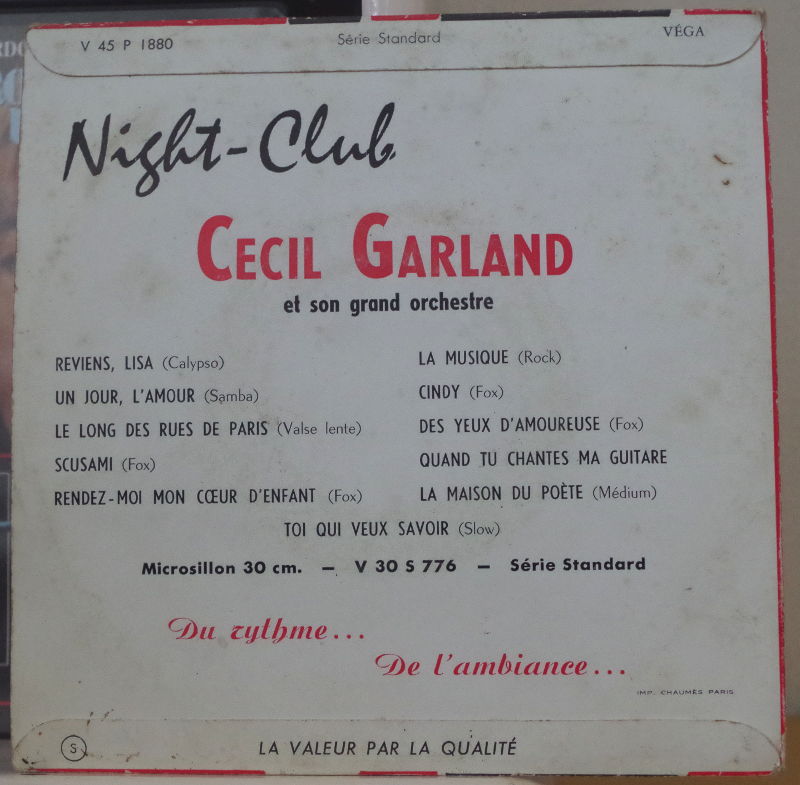 V 45 P 1880 Série Standard VÉGA
Night-Club
CECIL GARLAND
et son grand orchestre
REVIENS, LISA (Calypso)
UN JOUR, L'AMOUR (Samba)
LE LONG DES RUES DE PARIS (Valse lente)
SCUSAMI (Fox)
RENDEZ-MOI MON CŒUR D'ENFANT (Fox)
LA MUSIQUE (Rock)
CINDY (Fox)
DES YEUX D'AMOUREUSE (Fox)
QUAND TU CHANTES MA GUITARE
LA MAISON DU POÈTE (Médium)
TOI QUI VEUX SAVOIR (Slow)
Microsillon 30 cm. — V 30 S 776 — Série Standard
Du rythme...
De l'ambiance...
IMP. CHAUMÈS PARIS
S LA VALEUR PAR LA QUALITÉ